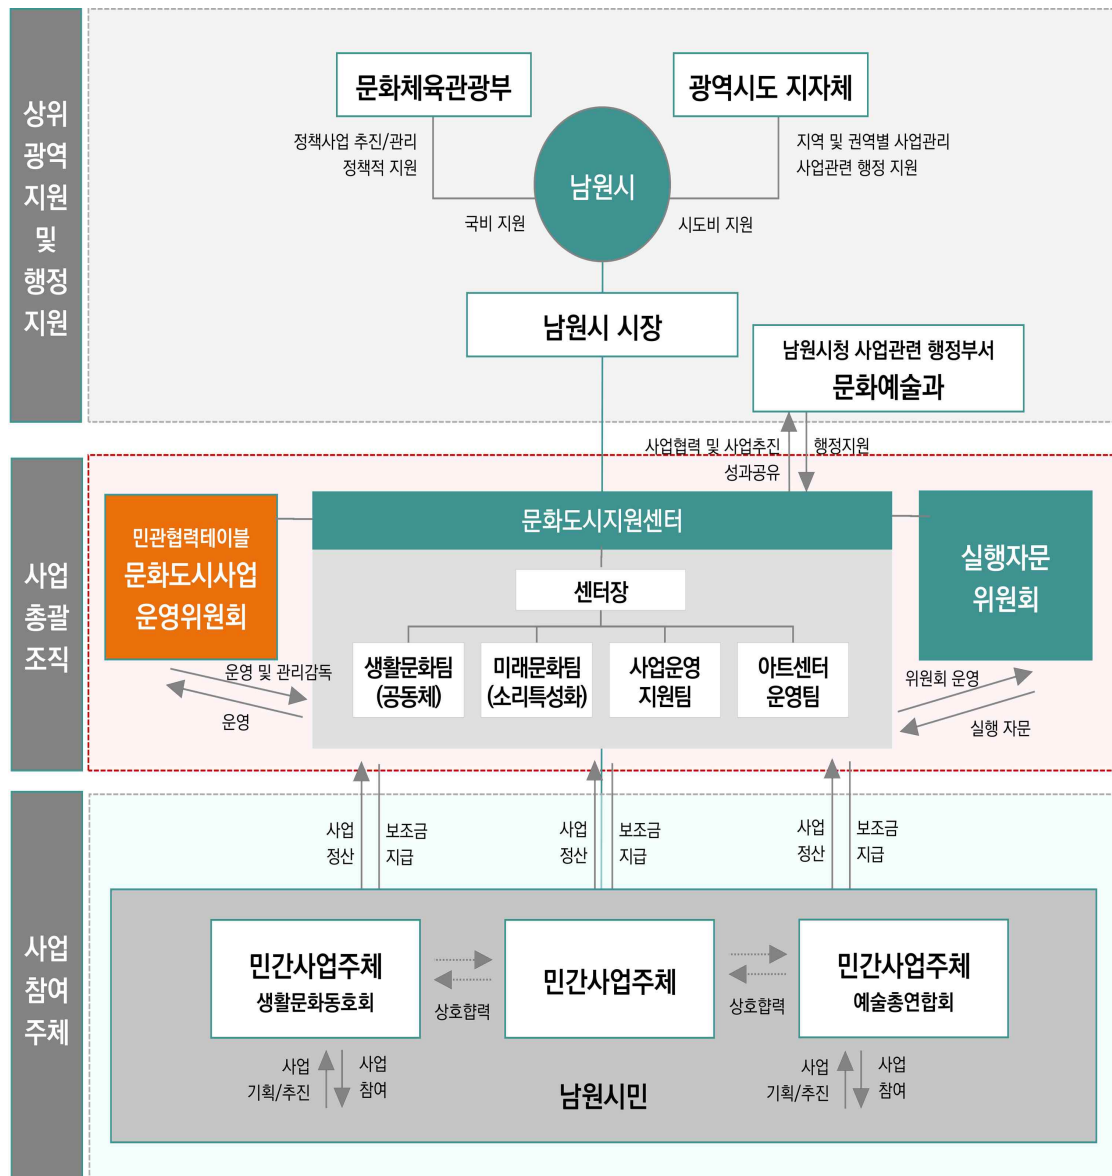 상위
광역
지원
및
행정
지원
문화체육관광부
광역시도 지자체
정책사업 추진/관리
정책적 지원
지역 및 권역별 사업관리
사업관련 행정 지원
남원시
국비 지원
시도비 지원
남원시 시장
남원시청 사업관련 행정부서
문화예술과
사업협력 및 사업추진
성과공유
행정지원
사업
총괄
조직
민관협력테이블
문화도시사업
운영위원회
문화도시지원센터
실행자문
위원회
센터장
생활문화팀
(공동체)
미래문화팀
(소리특성화)
사업운영
지원팀
아트센터
운영팀
운영 및 관리감독
운영
위원회 운영
실행 자문
사업
참여
주체
사업
정산
보조금
지급
사업
정산
보조금
지급
사업
정산
보조금
지급
민간사업주체
생활문화동호회
상호햡력
민간사업주체
상호햡력
민간사업주체
예술총연합회
사업
기획/추진
사업
참여
남원시민
사업
기획/추진
사업
참여